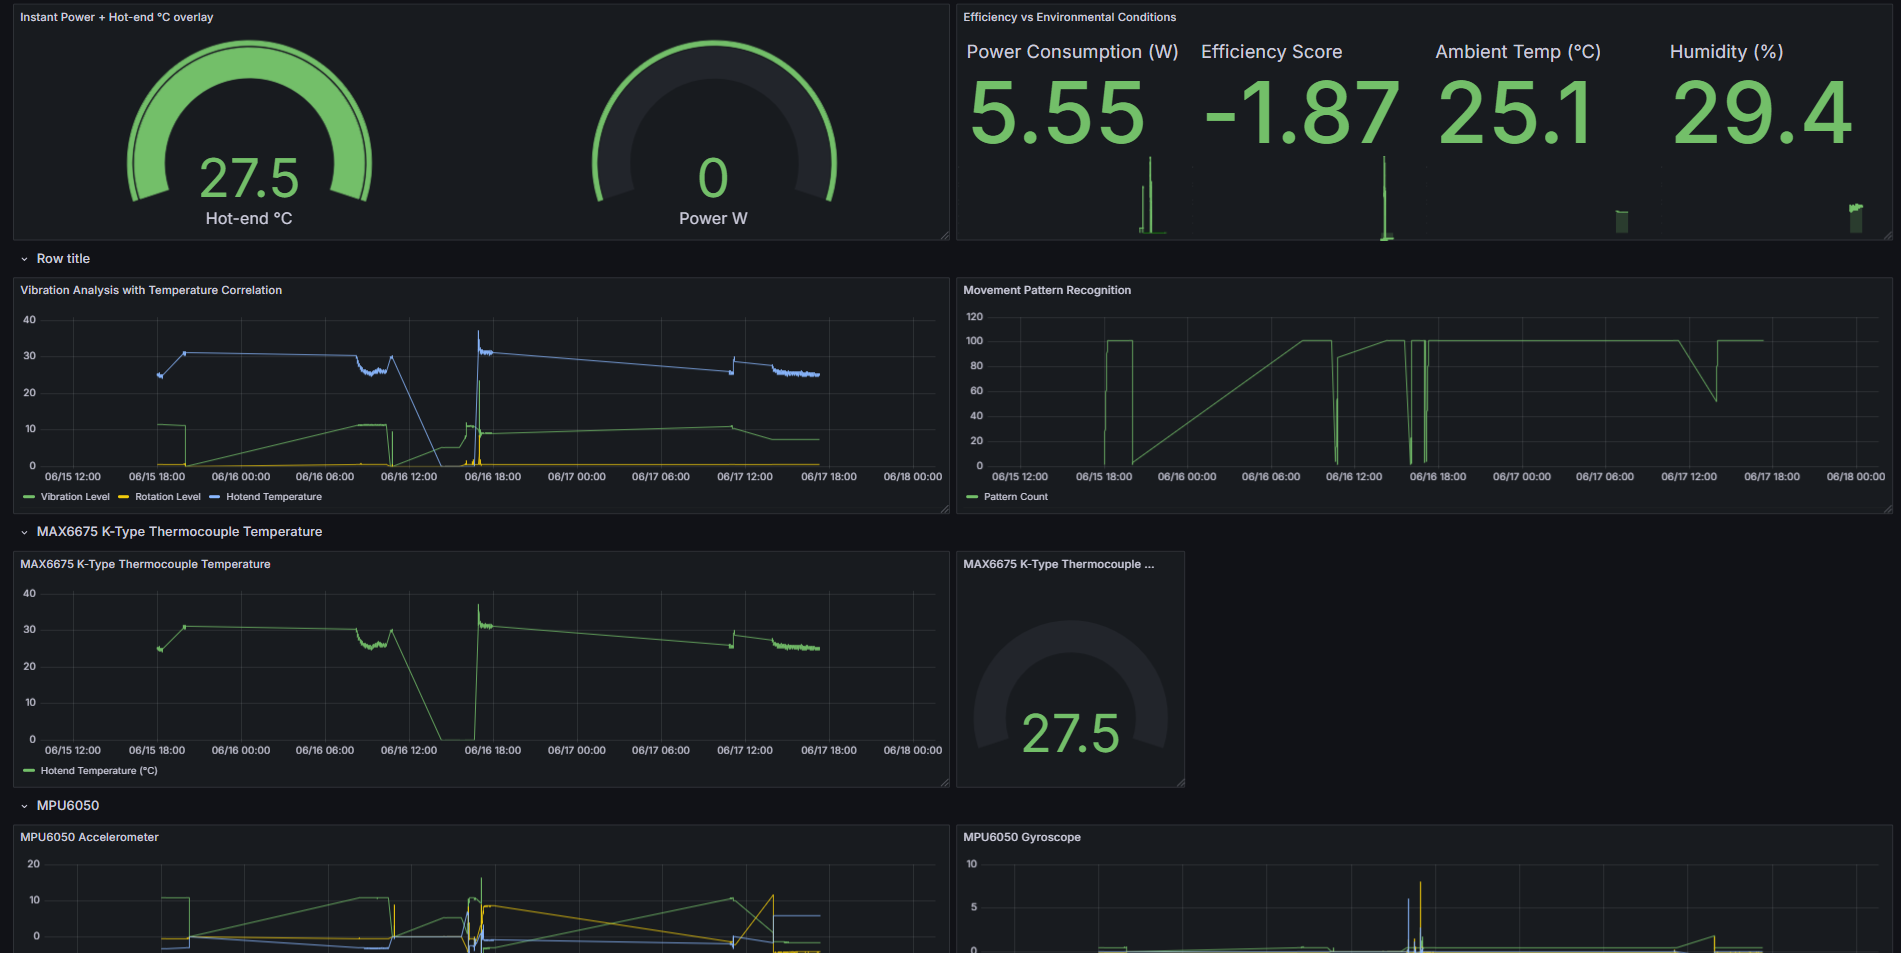 Instant Power + Hot-end °C overlay
27.5
Hot-end °C
0
Power W
Efficiency vs Environmental Conditions
Power Consumption (W) Efficiency Score Ambient Temp (°C) Humidity (%)
5.55 -1.87 25.1 29.4
Row title
Vibration Analysis with Temperature Correlation
40
30
20
10
0
06/15 12:00 06/15 18:00 06/16 00:00 06/16 06:00 06/16 12:00 06/16 18:00 06/17 00:00 06/17 06:00 06/17 12:00 06/17 18:00 06/18 00:00
Vibration Level Rotation Level Hotend Temperature
Movement Pattern Recognition
120
100
80
60
40
20
0
06/15 12:00 06/15 18:00 06/16 00:00 06/16 06:00 06/16 12:00 06/16 18:00 06/17 00:00 06/17 06:00 06/17 12:00 06/17 18:00 06/18 00:00
Pattern Count
MAX6675 K-Type Thermocouple Temperature
MAX6675 K-Type Thermocouple Temperature
40
30
20
10
0
06/15 12:00 06/15 18:00 06/16 00:00 06/16 06:00 06/16 12:00 06/16 18:00 06/17 00:00 06/17 06:00 06/17 12:00 06/17 18:00 06/18 00:00
Hotend Temperature (°C)
MAX6675 K-Type Thermocouple ...
27.5
MPU6050
MPU6050 Accelerometer
20
10
0
MPU6050 Gyroscope
10
5
0